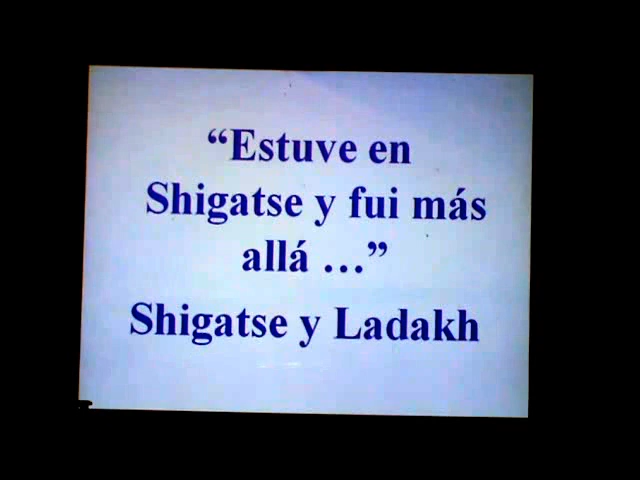 “Estuve en
Shigatse y fui más
allá …”
Shigatse y Ladakh